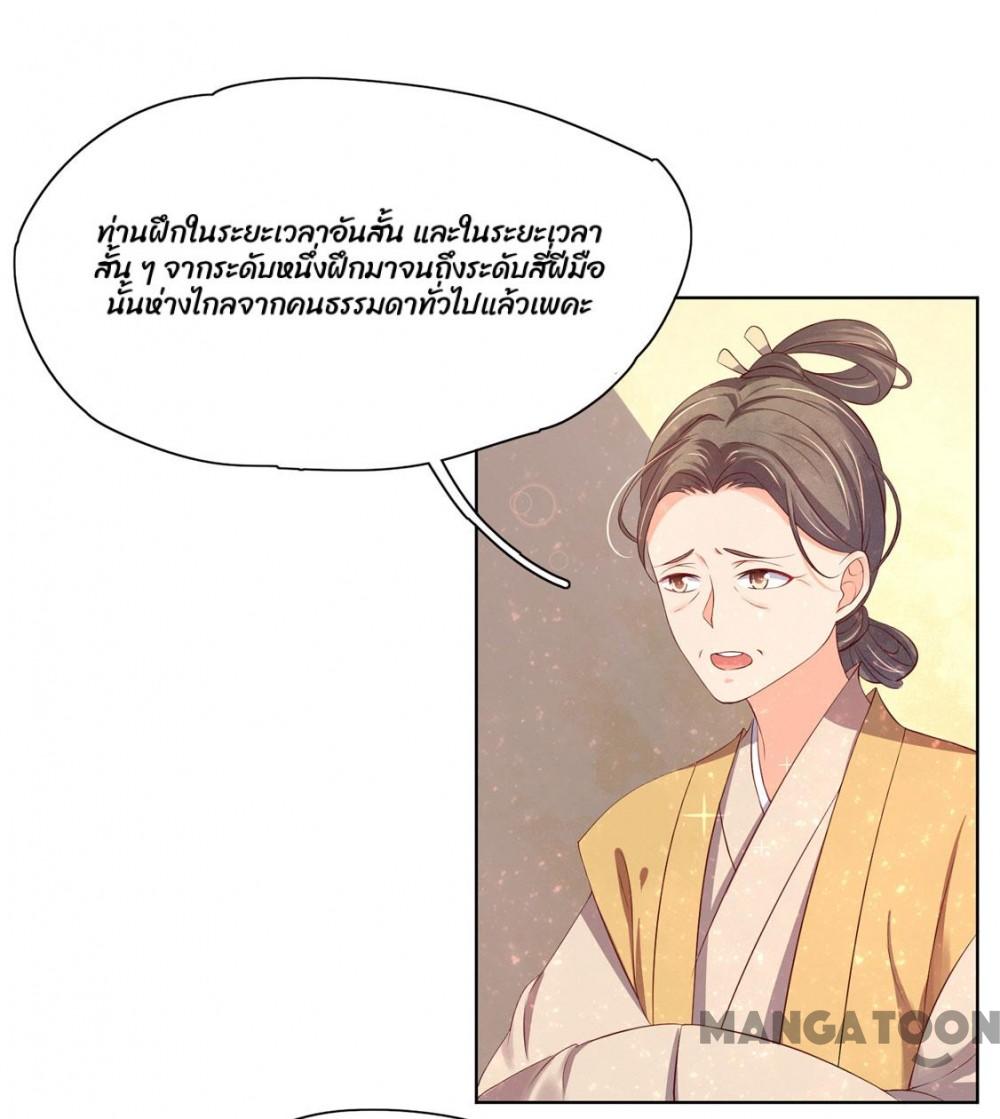 ท่านฝึกในระยะเวลาอันสั้น และในระยะเวลา
สั้น ๆ จากระดับหนึ่งฝึกมาจนถึงระดับสี่ฝีมือ
นั้นห่างไกลจากคนธรรมดาทั่วไปแล้วเพคะ
MANGATOON